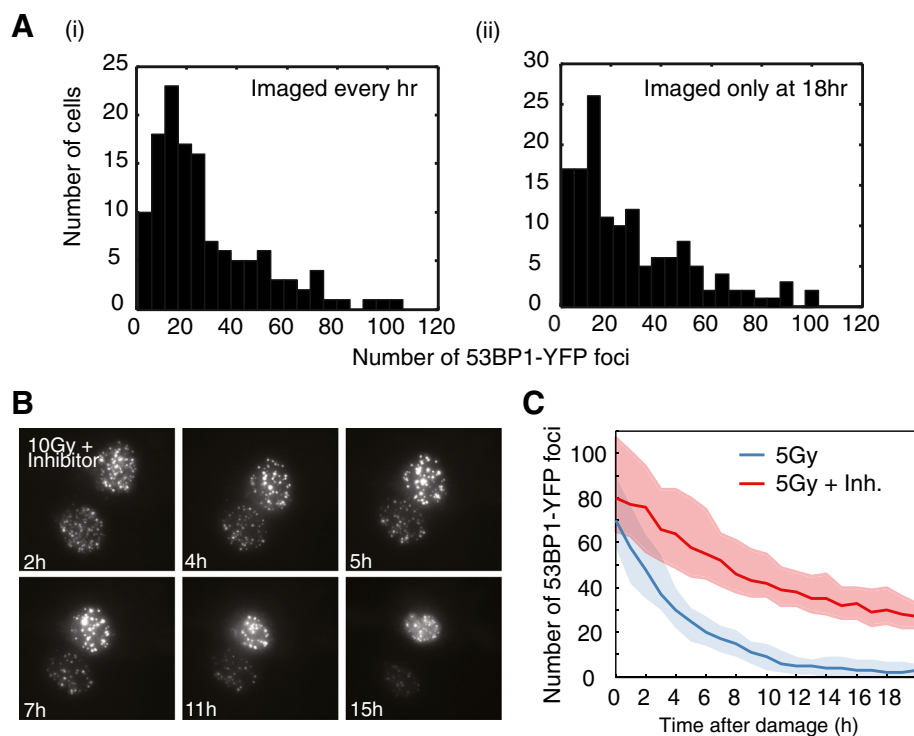 A (i) (ii)
Imaged every hr
Number of cells
25
20
15
10
5
0
0 20 40 60 80 100 120
Imaged only at 18hr
30
25
20
15
10
5
0
0 20 40 60 80 100 120
Number of 53BP1-YFP foci
B
10Gy +
Inhibitor
2h
4h
5h
7h
11h
15h
C
Number of 53BP1-YFP foci
100
80
60
40
20
0
5Gy
5Gy + Inh.
0 2 4 6 8 10 12 14 16 18
Time after damage (h)